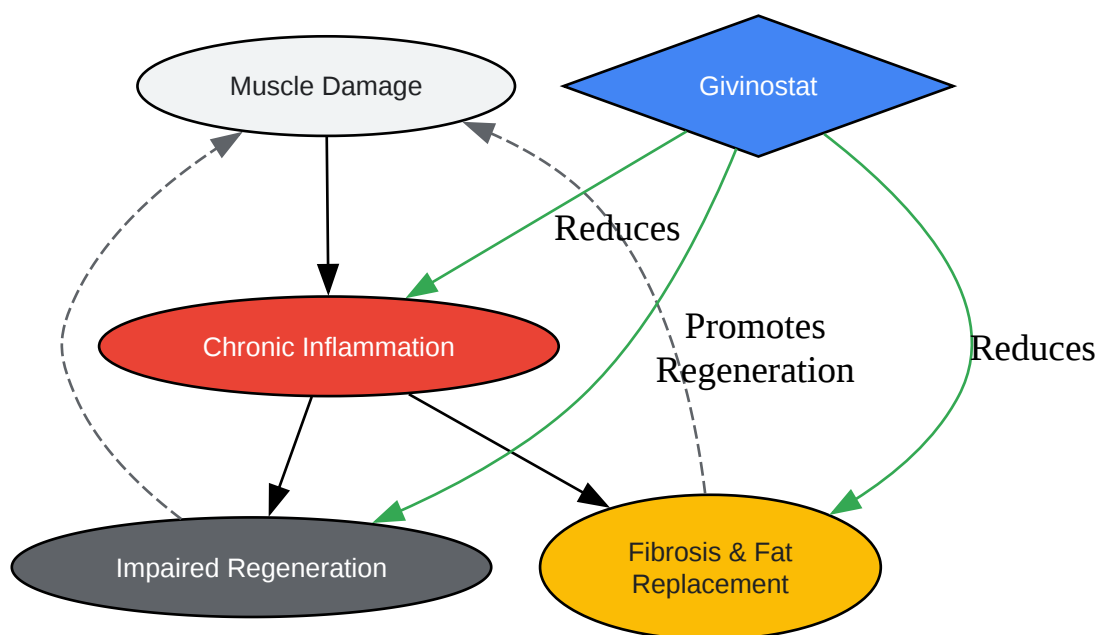 Muscle Damage
Givinostat
Reduces
Chronic Inflammation
Promotes
Regeneration
Reduces
Impaired Regeneration
Fibrosis & Fat
Replacement